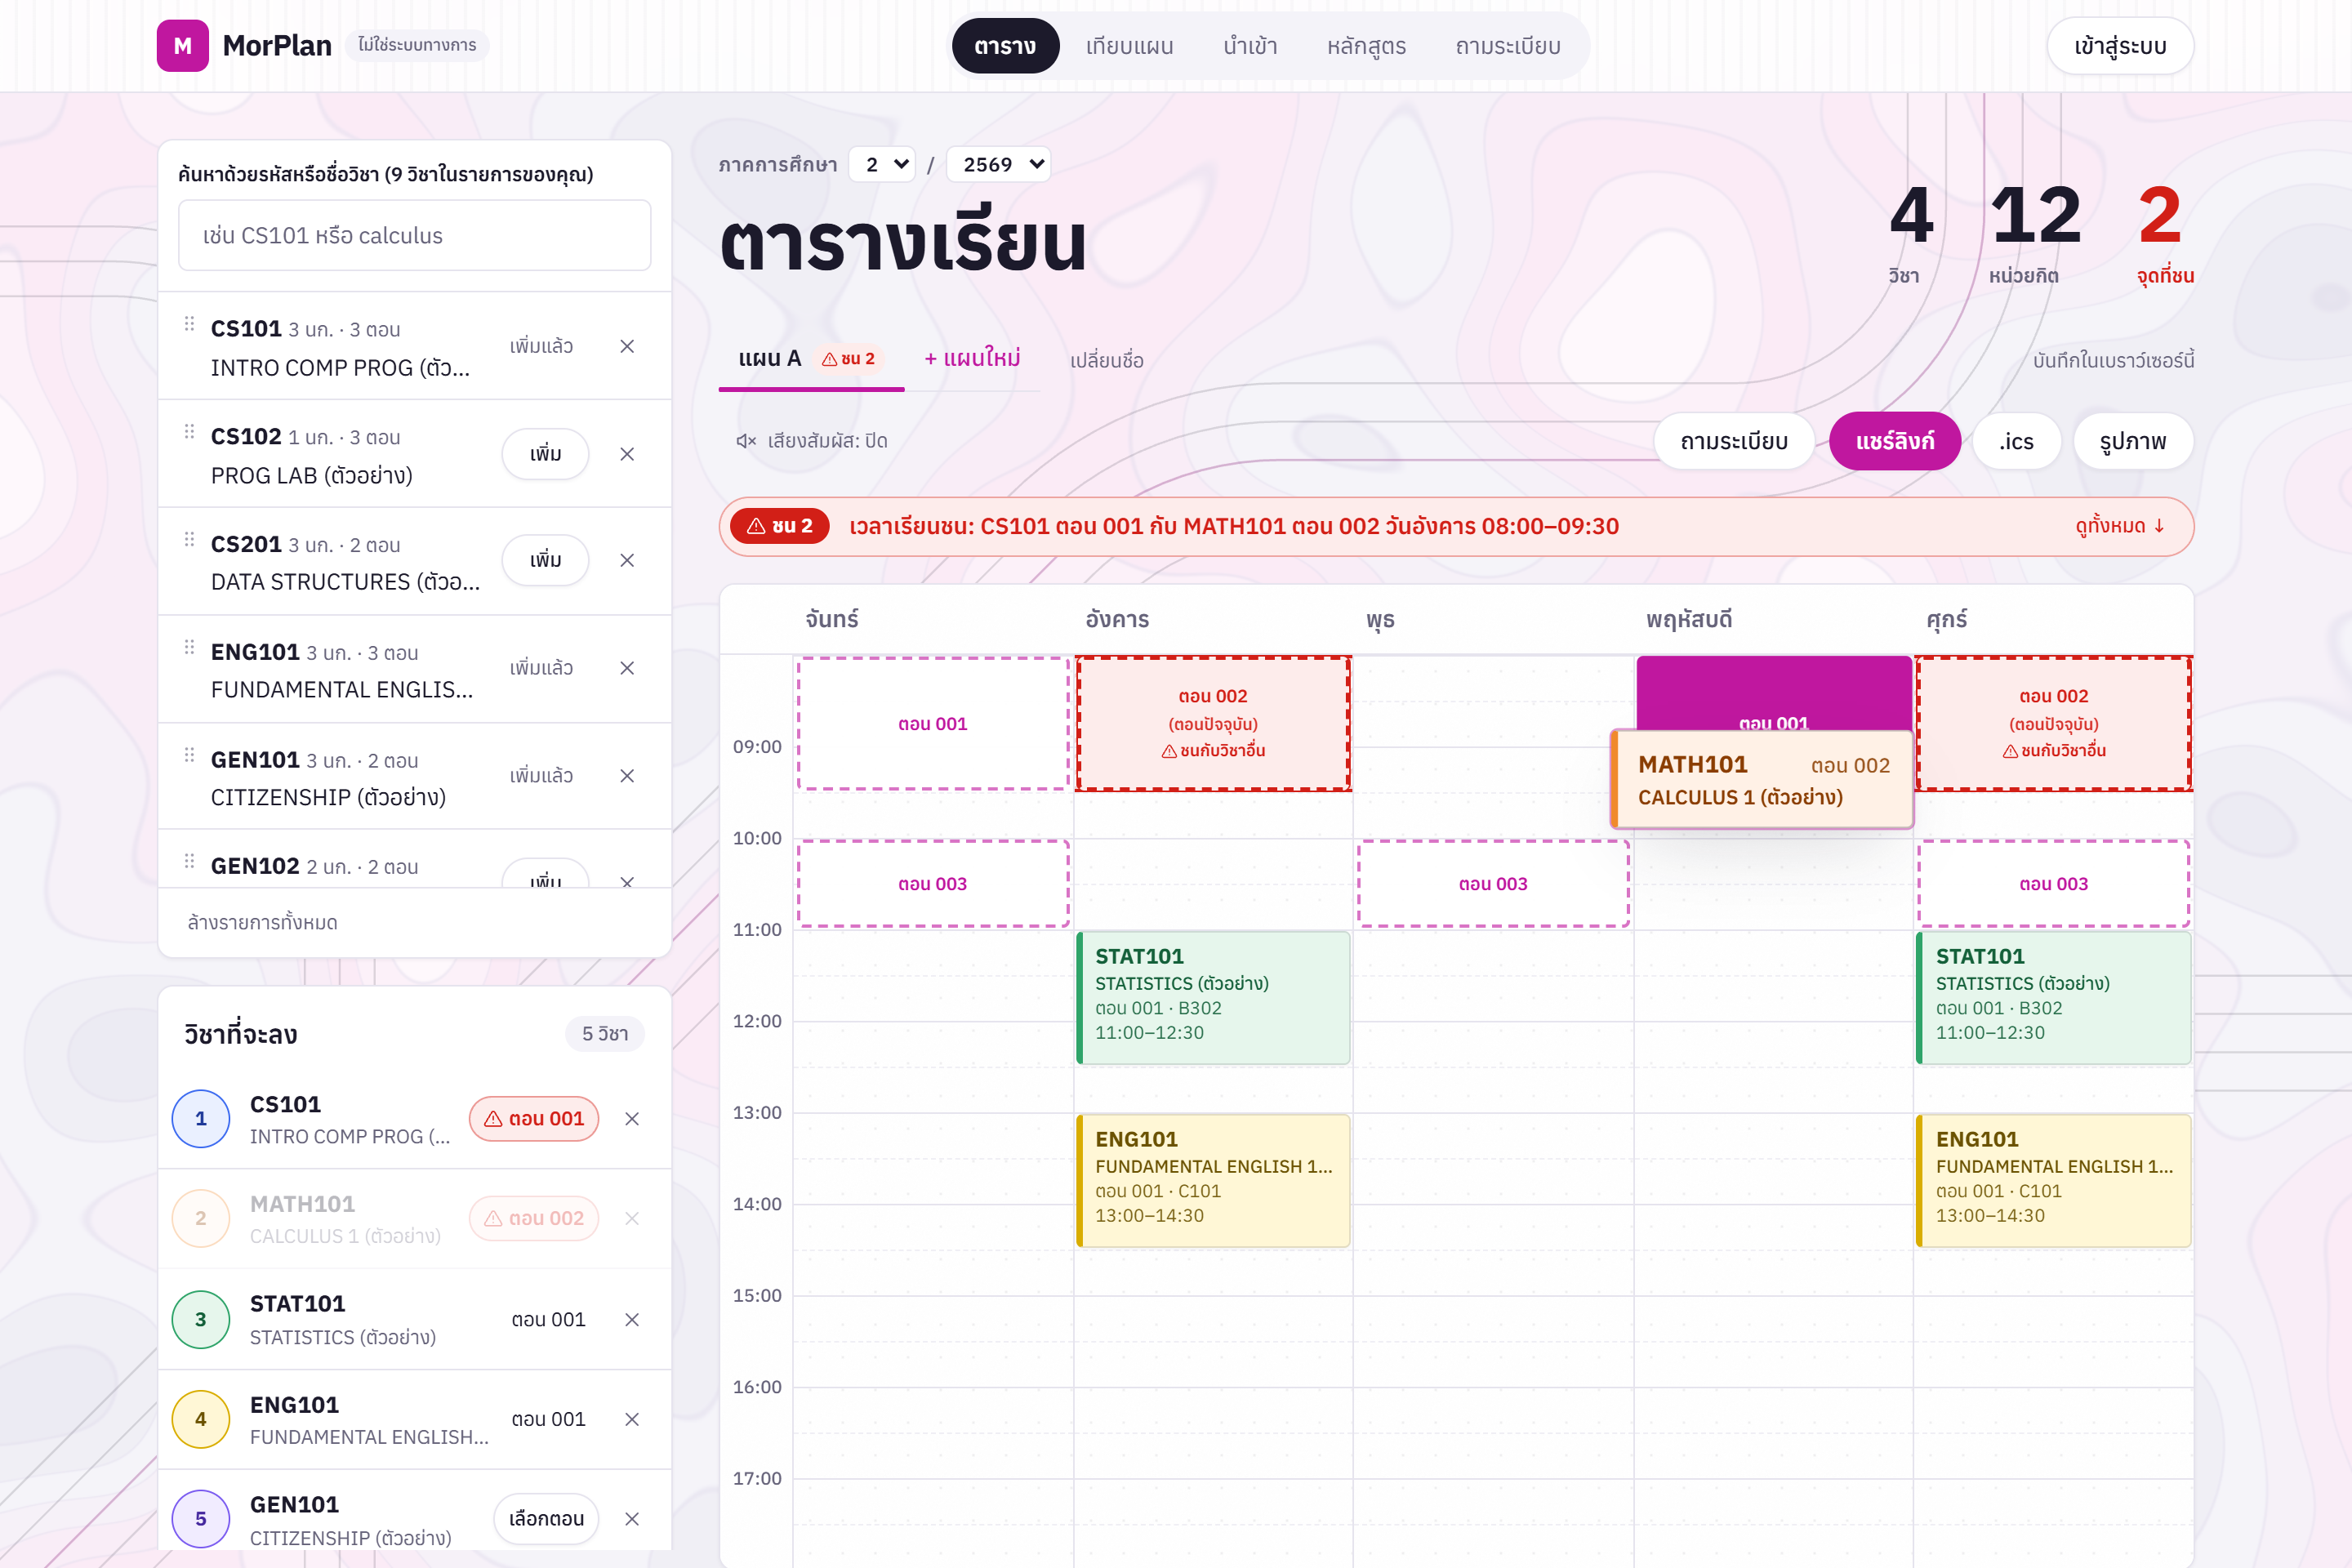 M MorPlan ไม่ใช่ระบบทางการ
ตาราง เทียบแผน นำเข้า หลักสูตร ถามระเบียบ
เข้าสู่ระบบ
ค้นหาด้วยรหัสหรือชื่อวิชา (9 วิชาในรายการของคุณ)
เช่น CS101 หรือ calculus
CS101 3 นก. · 3 ตอน
INTRO COMP PROG (ตัว...
เพิ่มแล้ว
CS102 1 นก. · 3 ตอน
PROG LAB (ตัวอย่าง)
เพิ่ม
CS201 3 นก. · 2 ตอน
DATA STRUCTURES (ตัวอ...
เพิ่ม
ENG101 3 นก. · 3 ตอน
FUNDAMENTAL ENGLIS...
เพิ่มแล้ว
GEN101 3 นก. · 2 ตอน
CITIZENSHIP (ตัวอย่าง)
เพิ่มแล้ว
GEN102 2 นก. · 2 ตอน
เพิ่ม
ล้างรายการทั้งหมด
วิชาที่จะลง 5 วิชา
1 CS101
INTRO COMP PROG (...
ตอน 001
2 MATH101
CALCULUS 1 (ตัวอย่าง)
ตอน 002
3 STAT101
STATISTICS (ตัวอย่าง)
ตอน 001
4 ENG101
FUNDAMENTAL ENGLISH...
ตอน 001
5 GEN101
CITIZENSHIP (ตัวอย่าง)
เลือกตอน
ภาคการศึกษา 2 / 2569
ตารางเรียน
4 วิชา
12 หน่วยกิต
2 จุดที่ชน
แผน A ชน 2 + แผนใหม่ เปลี่ยนชื่อ
บันทึกในเบราว์เซอร์นี้
เสียงสัมผัส: ปิด
ถามระเบียบ แชร์ลิงก์ .ics รูปภาพ
ชน 2 เวลาเรียนชน: CS101 ตอน 001 กับ MATH101 ตอน 002 วันอังคาร 08:00–09:30 ดูทั้งหมด ↓
จันทร์ อังคาร พุธ พฤหัสบดี ศุกร์
ตอน 001
ตอน 002
(ตอนปัจจุบัน)
ชนกับวิชาอื่น
ตอน 001
ตอน 002
(ตอนปัจจุบัน)
ชนกับวิชาอื่น
09:00
MATH101 ตอน 002
CALCULUS 1 (ตัวอย่าง)
10:00
ตอน 003
ตอน 003
ตอน 003
11:00
STAT101
STATISTICS (ตัวอย่าง)
ตอน 001 · B302
11:00–12:30
STAT101
STATISTICS (ตัวอย่าง)
ตอน 001 · B302
11:00–12:30
12:00
13:00
ENG101
FUNDAMENTAL ENGLISH 1...
ตอน 001 · C101
13:00–14:30
ENG101
FUNDAMENTAL ENGLISH 1...
ตอน 001 · C101
13:00–14:30
14:00
15:00
16:00
17:00